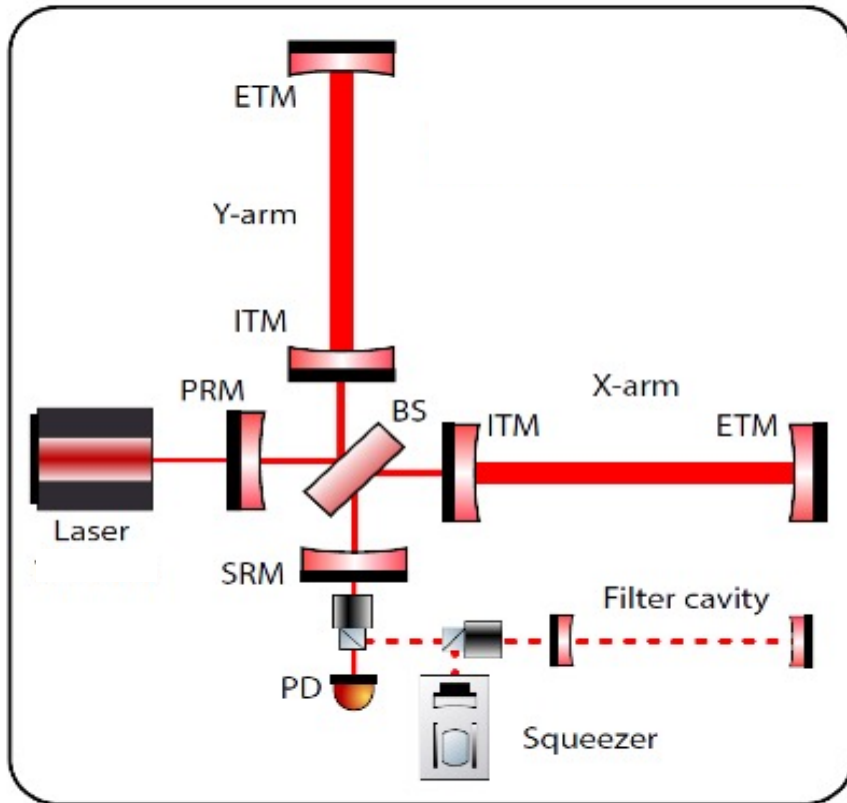 ETM
Y-arm
ITM
PRM
BS
X-arm
ITM
ETM
Laser
SRM
Filter cavity
PD
Squeezer